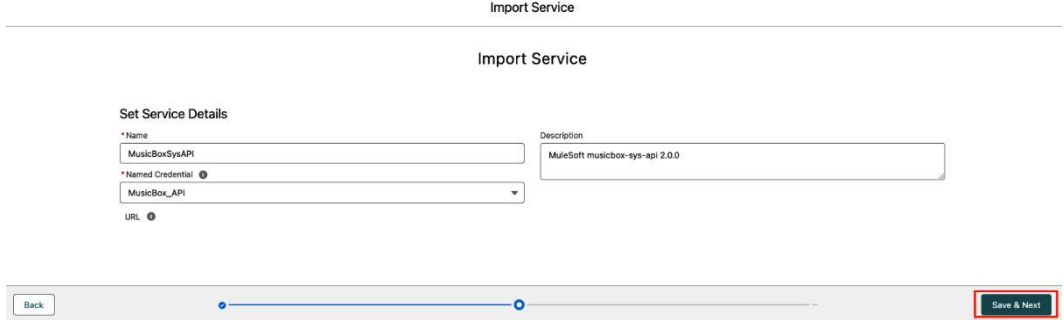 Import Service
Import Service
Set Service Details
*Name
MusicBoxSysAPI
*Named Credential
MusicBox_API
URL
Description
MuleSoft musicbox-sys-api 2.0.0
Back
Save & Next